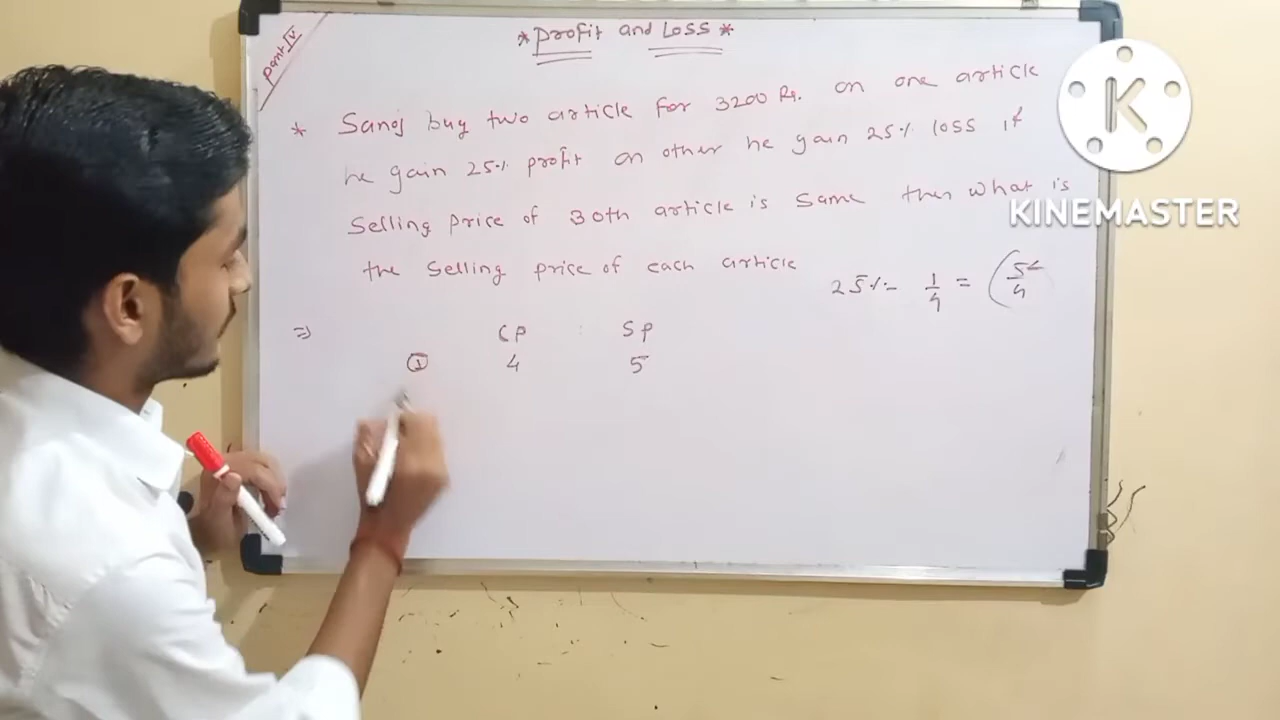 Part IV
* Profit and Loss *
* Sanoj buy two article for 3200 Rs. on one article
he gain 25% profit on other he gain 25% loss if
selling price of Both article is same then what is
the selling price of each article
25% = 1/4 = 5/4
=> CP : SP
① 4 5
K
KINEMASTER